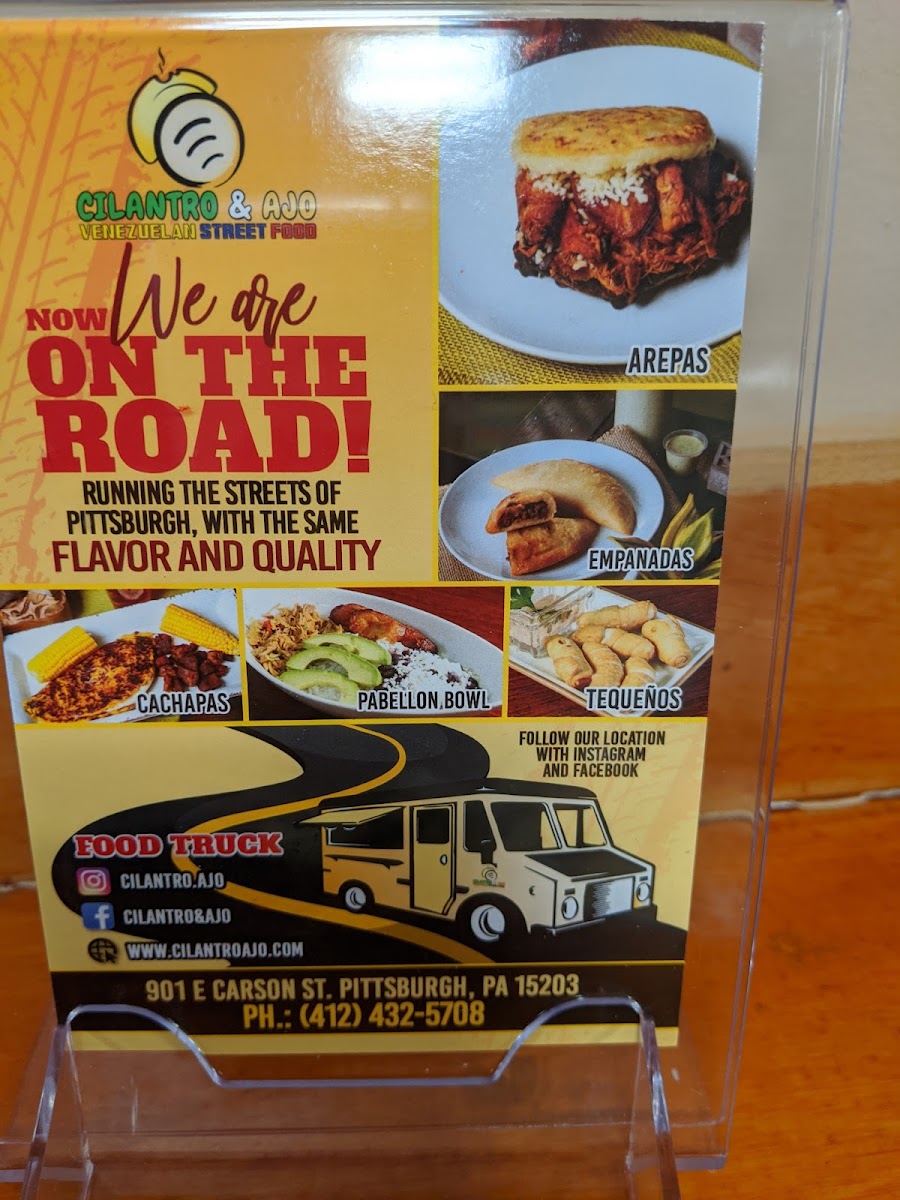 CILANTRO & AJO
VENEZUELAN STREET FOOD
NOW We are
ON THE
ROAD!
RUNNING THE STREETS OF
PITTSBURGH, WITH THE SAME
FLAVOR AND QUALITY
AREPAS
EMPANADAS
CACHAPAS
PABELLON BOWL
TEQUEÑOS
FOLLOW OUR LOCATION
WITH INSTAGRAM
AND FACEBOOK
FOOD TRUCK
CILANTRO.AJO
CILANTRO&AJO
WWW.CILANTROAJO.COM
901 E CARSON ST. PITTSBURGH, PA 15203
PH.: (412) 432-5708